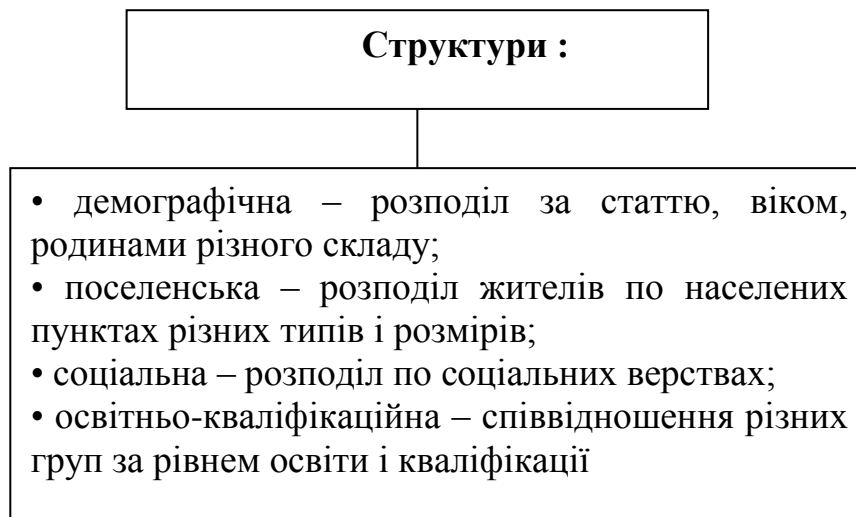 Структури :
• демографічна – розподіл за статтю, віком,
родинами різного складу;
• поселенська – розподіл жителів по населених
пунктах різних типів і розмірів;
• соціальна – розподіл по соціальних верствах;
• освітньо-кваліфікаційна – співвідношення різних
груп за рівнем освіти і кваліфікації